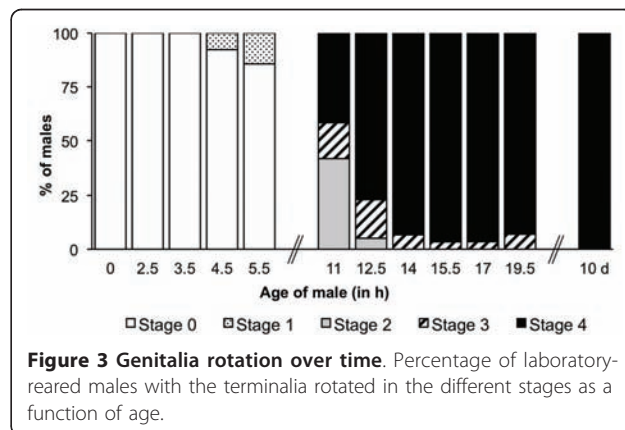 100
75
50
25
0
% of males
0 2.5 3.5 4.5 5.5 // 11 12.5 14 15.5 17 19.5 // 10 d
Age of male (in h)
Stage 0 Stage 1 Stage 2 Stage 3 Stage 4
Figure 3 Genitalia rotation over time. Percentage of laboratory-
reared males with the terminalia rotated in the different stages as a
function of age.